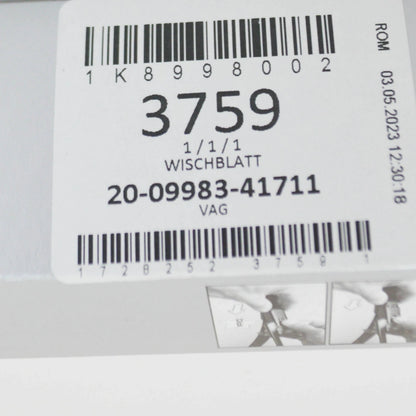 1K8998002
3759
1/1/1
WISCHBLATT
20-09983-41711
VAG
1728252 3759 1
ROM 03.05.2023 12:30:18